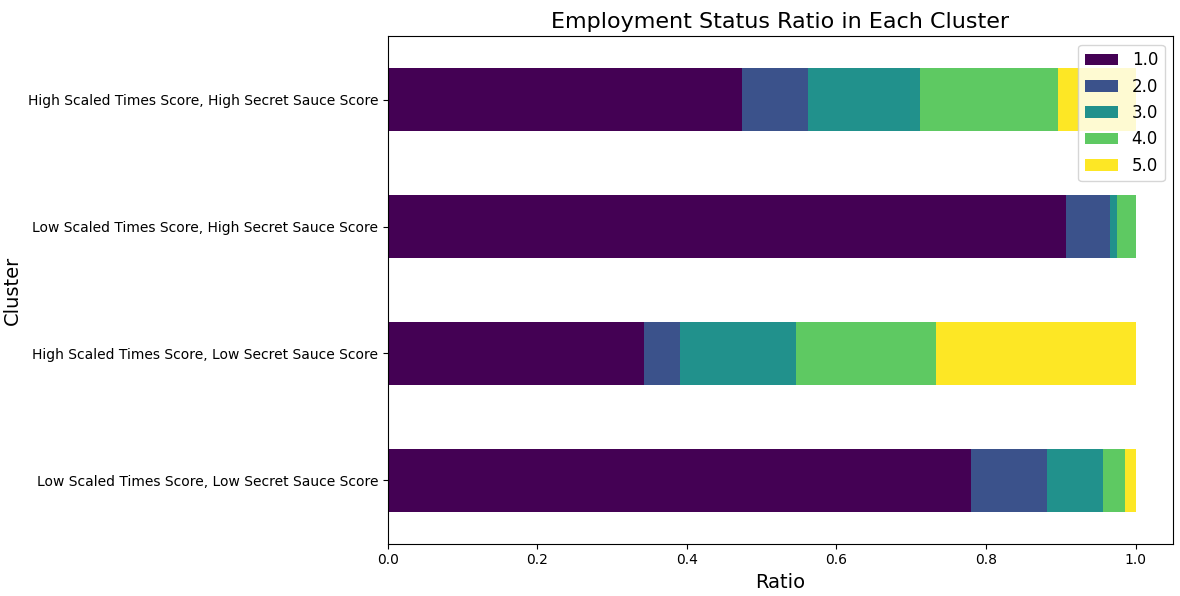 Employment Status Ratio in Each Cluster
1.0
2.0
3.0
4.0
5.0
High Scaled Times Score, High Secret Sauce Score
Low Scaled Times Score, High Secret Sauce Score
High Scaled Times Score, Low Secret Sauce Score
Low Scaled Times Score, Low Secret Sauce Score
Cluster
0.0 0.2 0.4 0.6 0.8 1.0
Ratio